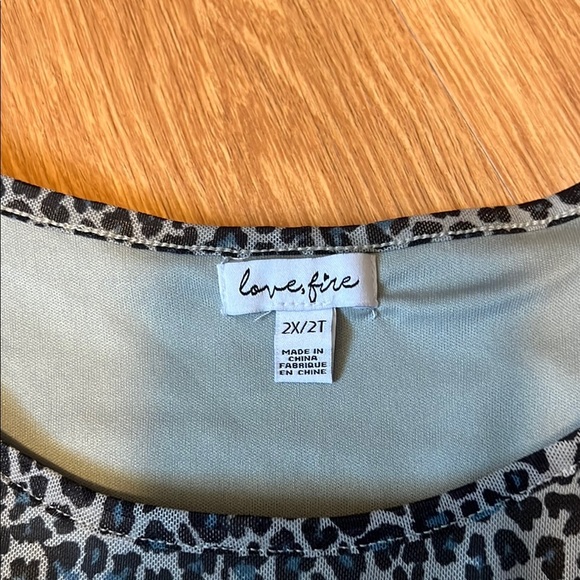 love, fire
2X/2T
MADE IN
CHINA
FABRIQUE
EN CHINE